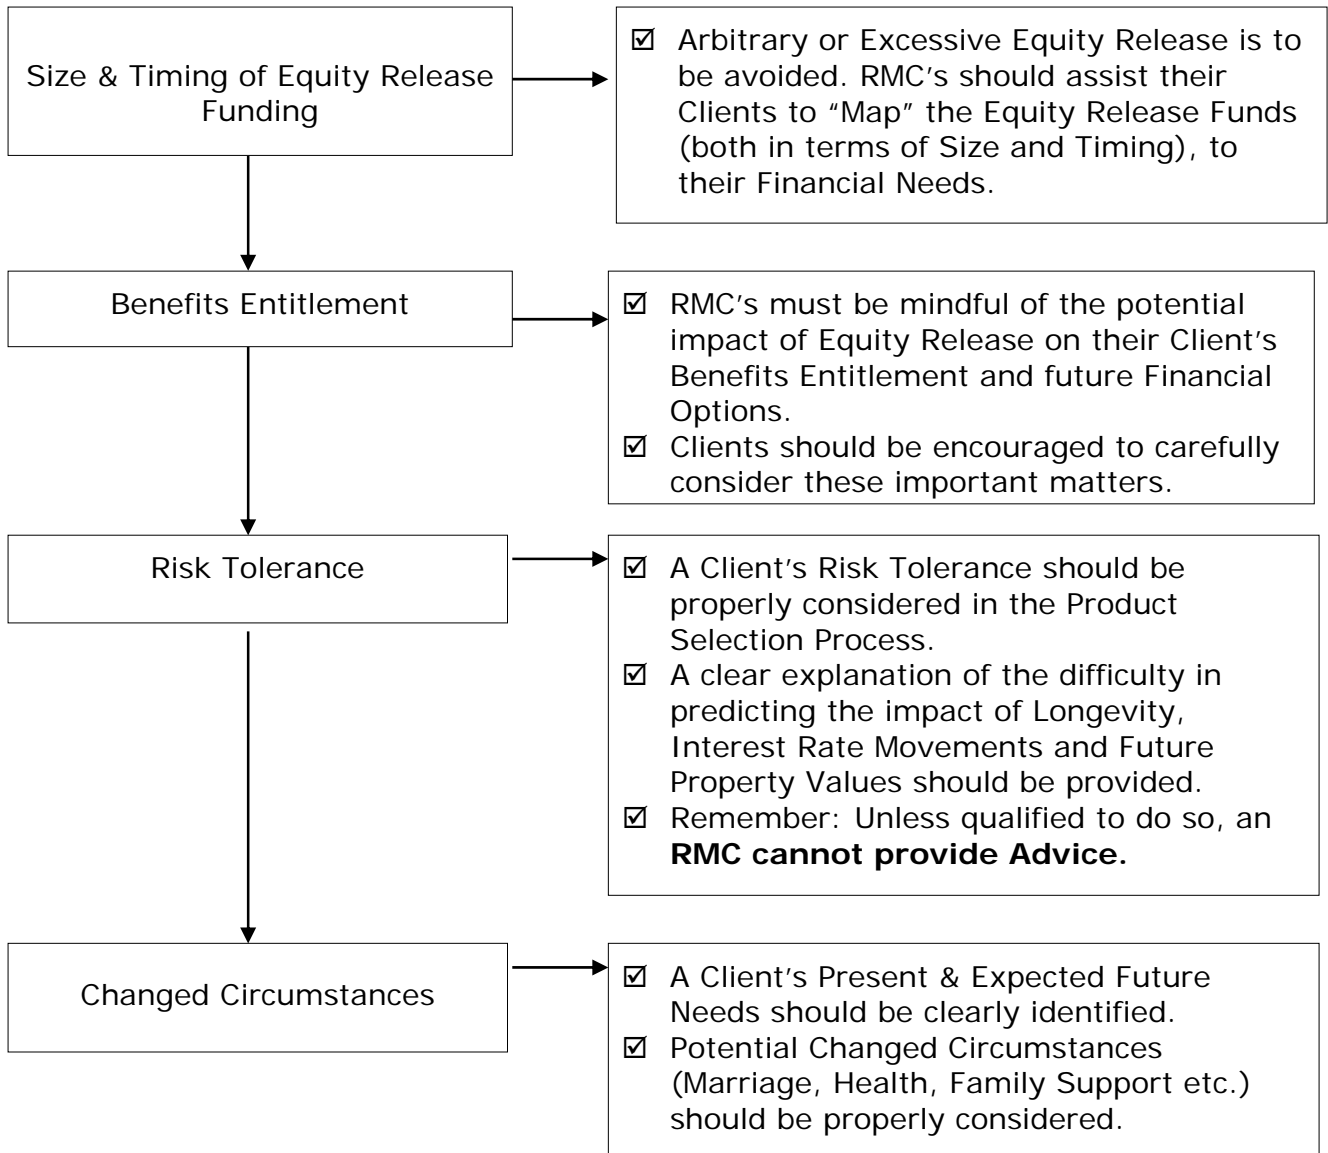 Size & Timing of Equity Release
Funding
☑ Arbitrary or Excessive Equity Release is to
be avoided. RMC's should assist their
Clients to “Map” the Equity Release Funds
(both in terms of Size and Timing), to
their Financial Needs.
Benefits Entitlement
☑ RMC's must be mindful of the potential
impact of Equity Release on their Client's
Benefits Entitlement and future Financial
Options.
☑ Clients should be encouraged to carefully
consider these important matters.
Risk Tolerance
☑ A Client's Risk Tolerance should be
properly considered in the Product
Selection Process.
☑ A clear explanation of the difficulty in
predicting the impact of Longevity,
Interest Rate Movements and Future
Property Values should be provided.
☑ Remember: Unless qualified to do so, an
RMC cannot provide Advice.
Changed Circumstances
☑ A Client's Present & Expected Future
Needs should be clearly identified.
☑ Potential Changed Circumstances
(Marriage, Health, Family Support etc.)
should be properly considered.